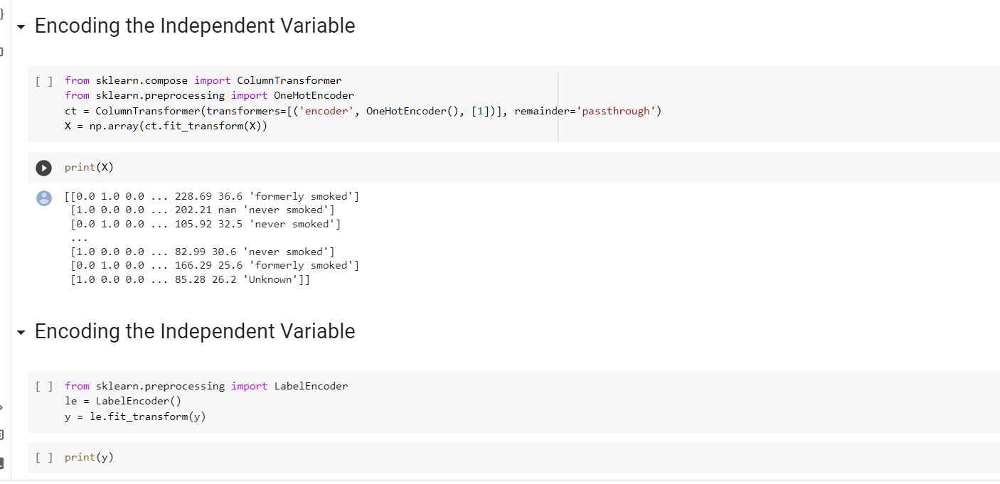 Encoding the Independent Variable
[ ] from sklearn.compose import ColumnTransformer
from sklearn.preprocessing import OneHotEncoder
ct = ColumnTransformer(transformers=[('encoder', OneHotEncoder(), [1])], remainder='passthrough')
X = np.array(ct.fit_transform(X))
print(X)
[[0.0 1.0 0.0 ... 228.69 36.6 'formerly smoked']
[1.0 0.0 0.0 ... 202.21 nan 'never smoked']
[0.0 1.0 0.0 ... 105.92 32.5 'never smoked']
...
[1.0 0.0 0.0 ... 82.99 30.6 'never smoked']
[0.0 1.0 0.0 ... 166.29 25.6 'formerly smoked']
[1.0 0.0 0.0 ... 85.28 26.2 'Unknown']]
Encoding the Independent Variable
[ ] from sklearn.preprocessing import LabelEncoder
le = LabelEncoder()
y = le.fit_transform(y)
[ ] print(y)